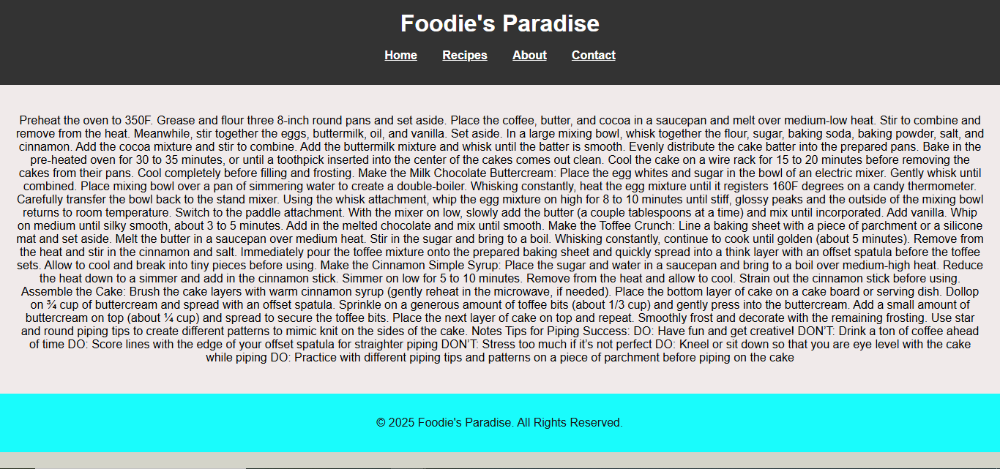 Foodie's Paradise
Home Recipes About Contact
Preheat the oven to 350F. Grease and flour three 8-inch round pans and set aside. Place the coffee, butter, and cocoa in a saucepan and melt over medium-low heat. Stir to combine and
remove from the heat. Meanwhile, stir together the eggs, buttermilk, oil, and vanilla. Set aside. In a large mixing bowl, whisk together the flour, sugar, baking soda, baking powder, salt, and
cinnamon. Add the cocoa mixture and stir to combine. Add the buttermilk mixture and whisk until the batter is smooth. Evenly distribute the cake batter into the prepared pans. Bake in the
pre-heated oven for 30 to 35 minutes, or until a toothpick inserted into the center of the cakes comes out clean. Cool the cake on a wire rack for 15 to 20 minutes before removing the
cakes from their pans. Cool completely before filling and frosting. Make the Milk Chocolate Buttercream: Place the egg whites and sugar in the bowl of an electric mixer. Gently whisk until
combined. Place mixing bowl over a pan of simmering water to create a double-boiler. Whisking constantly, heat the egg mixture until it registers 160F degrees on a candy thermometer.
Carefully transfer the bowl back to the stand mixer. Using the whisk attachment, whip the egg mixture on high for 8 to 10 minutes until stiff, glossy peaks and the outside of the mixing bowl
returns to room temperature. Switch to the paddle attachment. With the mixer on low, slowly add the butter (a couple tablespoons at a time) and mix until incorporated. Add vanilla. Whip
on medium until silky smooth, about 3 to 5 minutes. Add in the melted chocolate and mix until smooth. Make the Toffee Crunch: Line a baking sheet with a piece of parchment or a silicone
mat and set aside. Melt the butter in a saucepan over medium heat. Stir in the sugar and bring to a boil. Whisking constantly, continue to cook until golden (about 5 minutes). Remove from
the heat and stir in the cinnamon and salt. Immediately pour the toffee mixture onto the prepared baking sheet and quickly spread into a think layer with an offset spatula before the toffee
sets. Allow to cool and break into tiny pieces before using. Make the Cinnamon Simple Syrup: Place the sugar and water in a saucepan and bring to a boil over medium-high heat. Reduce
the heat down to a simmer and add in the cinnamon stick. Simmer on low for 5 to 10 minutes. Remove from the heat and allow to cool. Strain out the cinnamon stick before using.
Assemble the Cake: Brush the cake layers with warm cinnamon syrup (gently reheat in the microwave, if needed). Place the bottom layer of cake on a cake board or serving dish. Dollop
on ¾ cup of buttercream and spread with an offset spatula. Sprinkle on a generous amount of toffee bits (about 1/3 cup) and gently press into the buttercream. Add a small amount of
buttercream on top (about ¼ cup) and spread to secure the toffee bits. Place the next layer of cake on top and repeat. Smoothly frost and decorate with the remaining frosting. Use star
and round piping tips to create different patterns to mimic knit on the sides of the cake. Notes Tips for Piping Success: DO: Have fun and get creative! DON’T: Drink a ton of coffee ahead
of time DO: Score lines with the edge of your offset spatula for straighter piping DON’T: Stress too much if it’s not perfect DO: Kneel or sit down so that you are eye level with the cake
while piping DO: Practice with different piping tips and patterns on a piece of parchment before piping on the cake
© 2025 Foodie's Paradise. All Rights Reserved.